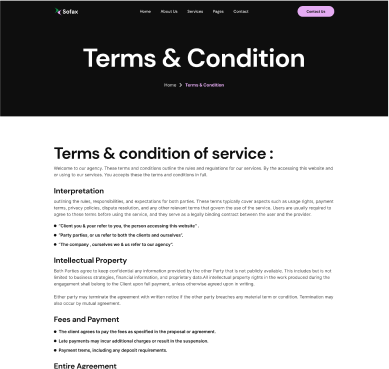 Sofax
Home About Us Services Pages Contact
Contact Us
Terms & Condition
Home > Terms & Condition
Terms & condition of service :
Welcome to our agency. These terms and conditions outline the rules and regulations for our services. By the accessing this website and
or using to our services. You accepts these the terms and conditions in full.
Interpretation
outlining the rules, responsibilities, and expectations for both parties. These terms typically cover aspects such as usage rights, payment
terms, privacy policies, dispute resolution, and any other relevant terms that govern the use of the service. Users are usually required to
agree to these terms before using the service, and they serve as a legally binding contract between the user and the provider.
"Client you & your refer to you, the person accessing this website".
"Party parties, or us refer to both the clients and ourselves".
"The company , ourselves we & us refer to our agency".
Intellectual Property
Both Parties agree to keep confidential any information provided by the other Party that is not publicly available. This includes but is not
limited to business strategies, financial information, and proprietary data All intellectual property rights in the work produced during the
engagement shall belong to the Client upon full payment, unless otherwise agreed upon in writing.
Either party may terminate the agreement with written notice if the other party breaches any material term or condition. Termination may
also occur by mutual agreement.
Fees and Payment
The client agrees to pay the fees as specified in the proposal or agreement.
Late payments may incur additional charges or result in the suspension.
Payment terms, including any deposit requirements.
Entire Agreement